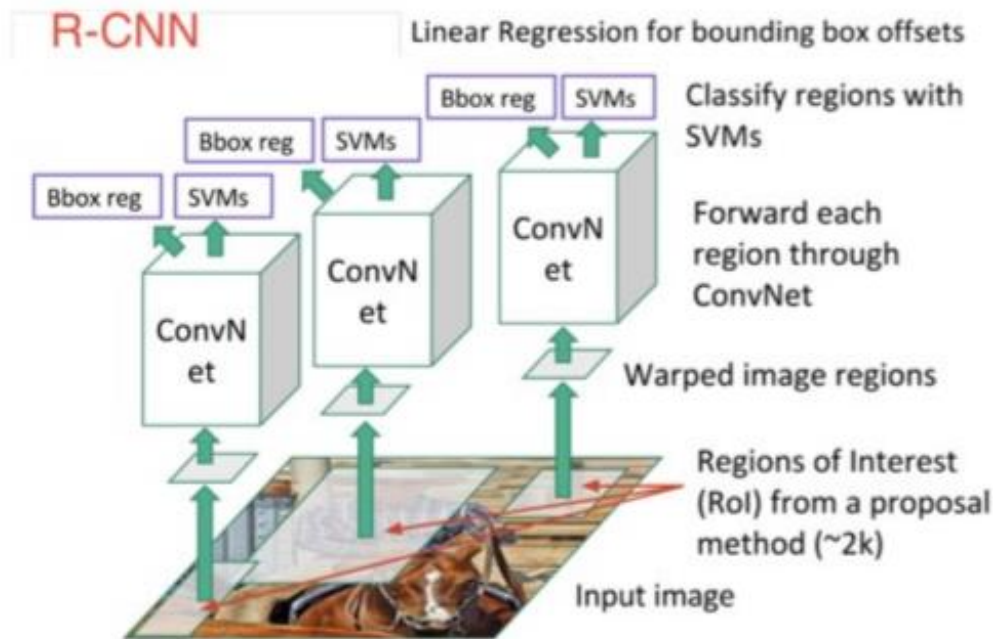 R-CNN
Linear Regression for bounding box offsets
Bbox reg
SVMs
Classify regions with
SVMs
Bbox reg
SVMs
Bbox reg
SVMs
Forward each
region through
ConvNet
ConvN
et
ConvN
et
ConvN
et
Warped image regions
Regions of Interest
(RoI) from a proposal
method (~2k)
Input image